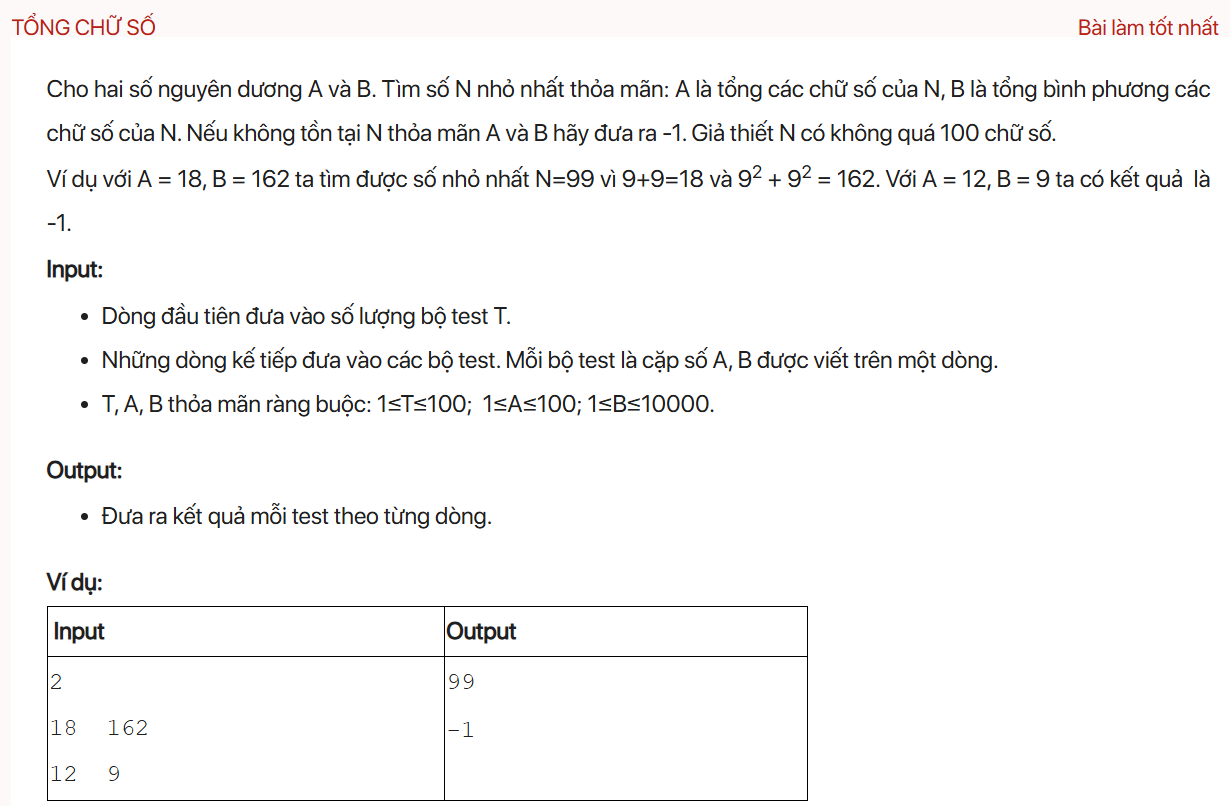 TỔNG CHỮ SỐ
Bài làm tốt nhất
Cho hai số nguyên dương A và B. Tìm số N nhỏ nhất thỏa mãn: A là tổng các chữ số của N, B là tổng bình phương các
chữ số của N. Nếu không tồn tại N thỏa mãn A và B hãy đưa ra -1. Giả thiết N có không quá 100 chữ số.
Ví dụ với A = 18, B = 162 ta tìm được số nhỏ nhất N=99 vì 9+9=18 và 9² + 9² = 162. Với A = 12, B = 9 ta có kết quả là
-1.
Input:
• Dòng đầu tiên đưa vào số lượng bộ test T.
• Những dòng kế tiếp đưa vào các bộ test. Mỗi bộ test là cặp số A, B được viết trên một dòng.
• T, A, B thỏa mãn ràng buộc: 1≤T≤100; 1≤A≤100; 1≤B≤10000.
Output:
• Đưa ra kết quả mỗi test theo từng dòng.
Ví dụ:
Input Output
2 99
18 162 -1
12 9